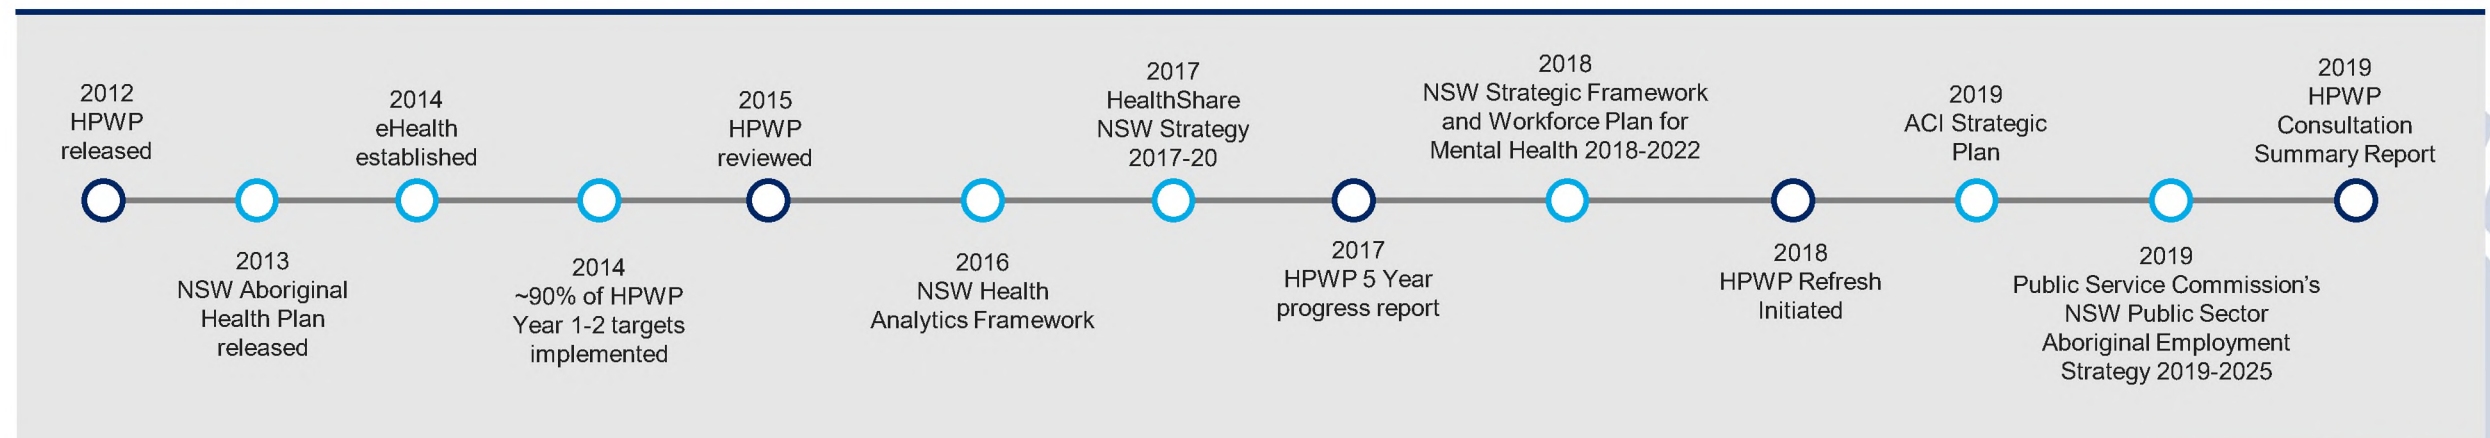 2012
HPWP
released
2013
NSW Aboriginal
Health Plan
released
2014
eHealth
established
2014
~90% of HPWP
Year 1-2 targets
implemented
2015
HPWP
reviewed
2016
NSW Health
Analytics Framework
2017
HealthShare
NSW Strategy
2017-20
2017
HPWP 5 Year
progress report
2018
NSW Strategic Framework
and Workforce Plan for
Mental Health 2018-2022
2018
HPWP Refresh
Initiated
2019
ACI Strategic
Plan
2019
Public Service Commission’s
NSW Public Sector
Aboriginal Employment
Strategy 2019-2025
2019
HPWP
Consultation
Summary Report